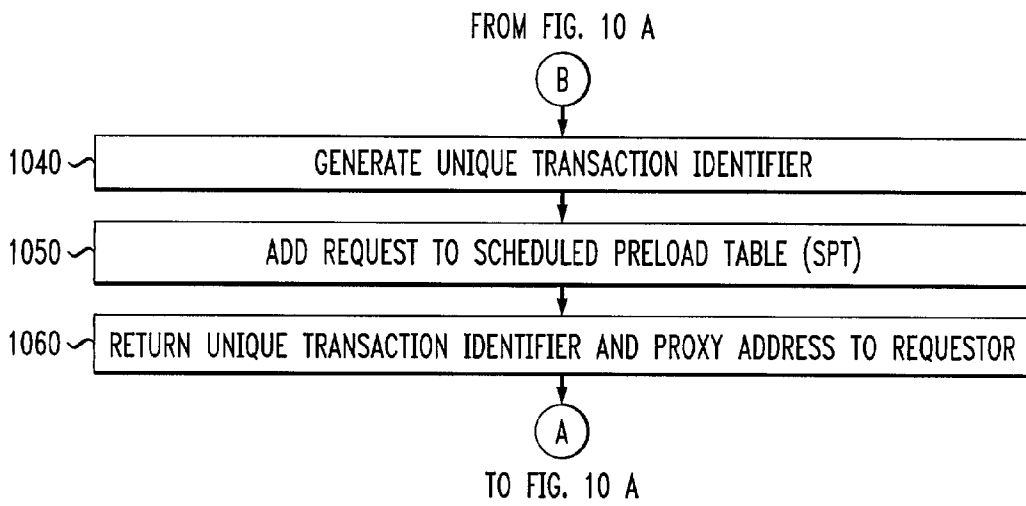 FROM FIG. 10 A
B
1040 GENERATE UNIQUE TRANSACTION IDENTIFIER
1050 ADD REQUEST TO SCHEDULED PRELOAD TABLE (SPT)
1060 RETURN UNIQUE TRANSACTION IDENTIFIER AND PROXY ADDRESS TO REQUESTOR
A
TO FIG. 10 A